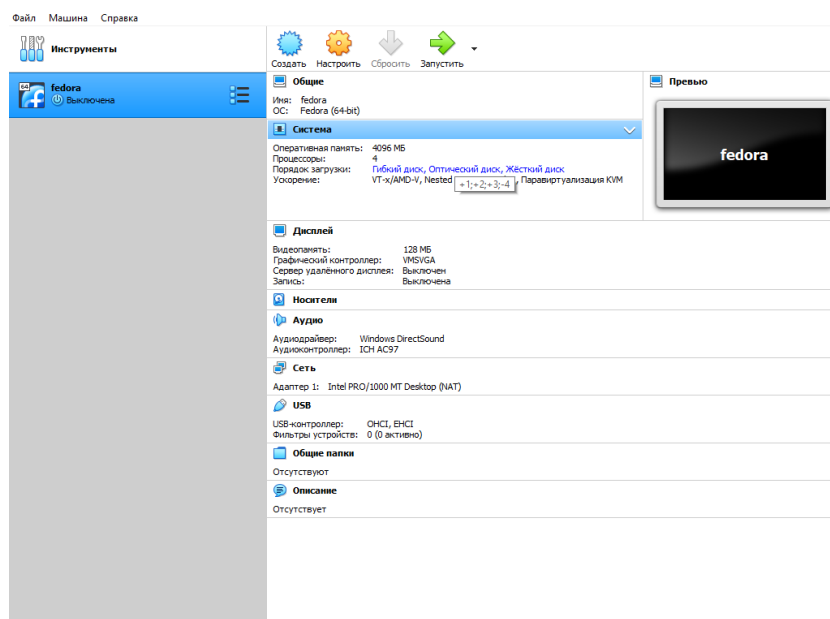 Файл Машина Справка
Инструменты
Создать Настроить Сбросить Запустить
64
fedora
Выключена
Общие
Имя: fedora
ОС: Fedora (64-bit)
Превью
fedora
Система
Оперативная память: 4096 МБ
Процессоры: 4
Порядок загрузки: Гибкий диск, Оптический диск, Жёсткий диск
Ускорение: VT-x/AMD-V, Nested , Паравиртуализация KVM
+1;+2;+3;-4
Дисплей
Видеопамять: 128 МБ
Графический контроллер: VMSVGA
Сервер удалённого дисплея: Выключен
Запись: Выключена
Носители
Аудио
Аудиодрайвер: Windows DirectSound
Аудиоконтроллер: ICH AC97
Сеть
Адаптер 1: Intel PRO/1000 MT Desktop (NAT)
USB
USB-контроллер: OHCI, EHCI
Фильтры устройств: 0 (0 активно)
Общие папки
Отсутствуют
Описание
Отсутствует